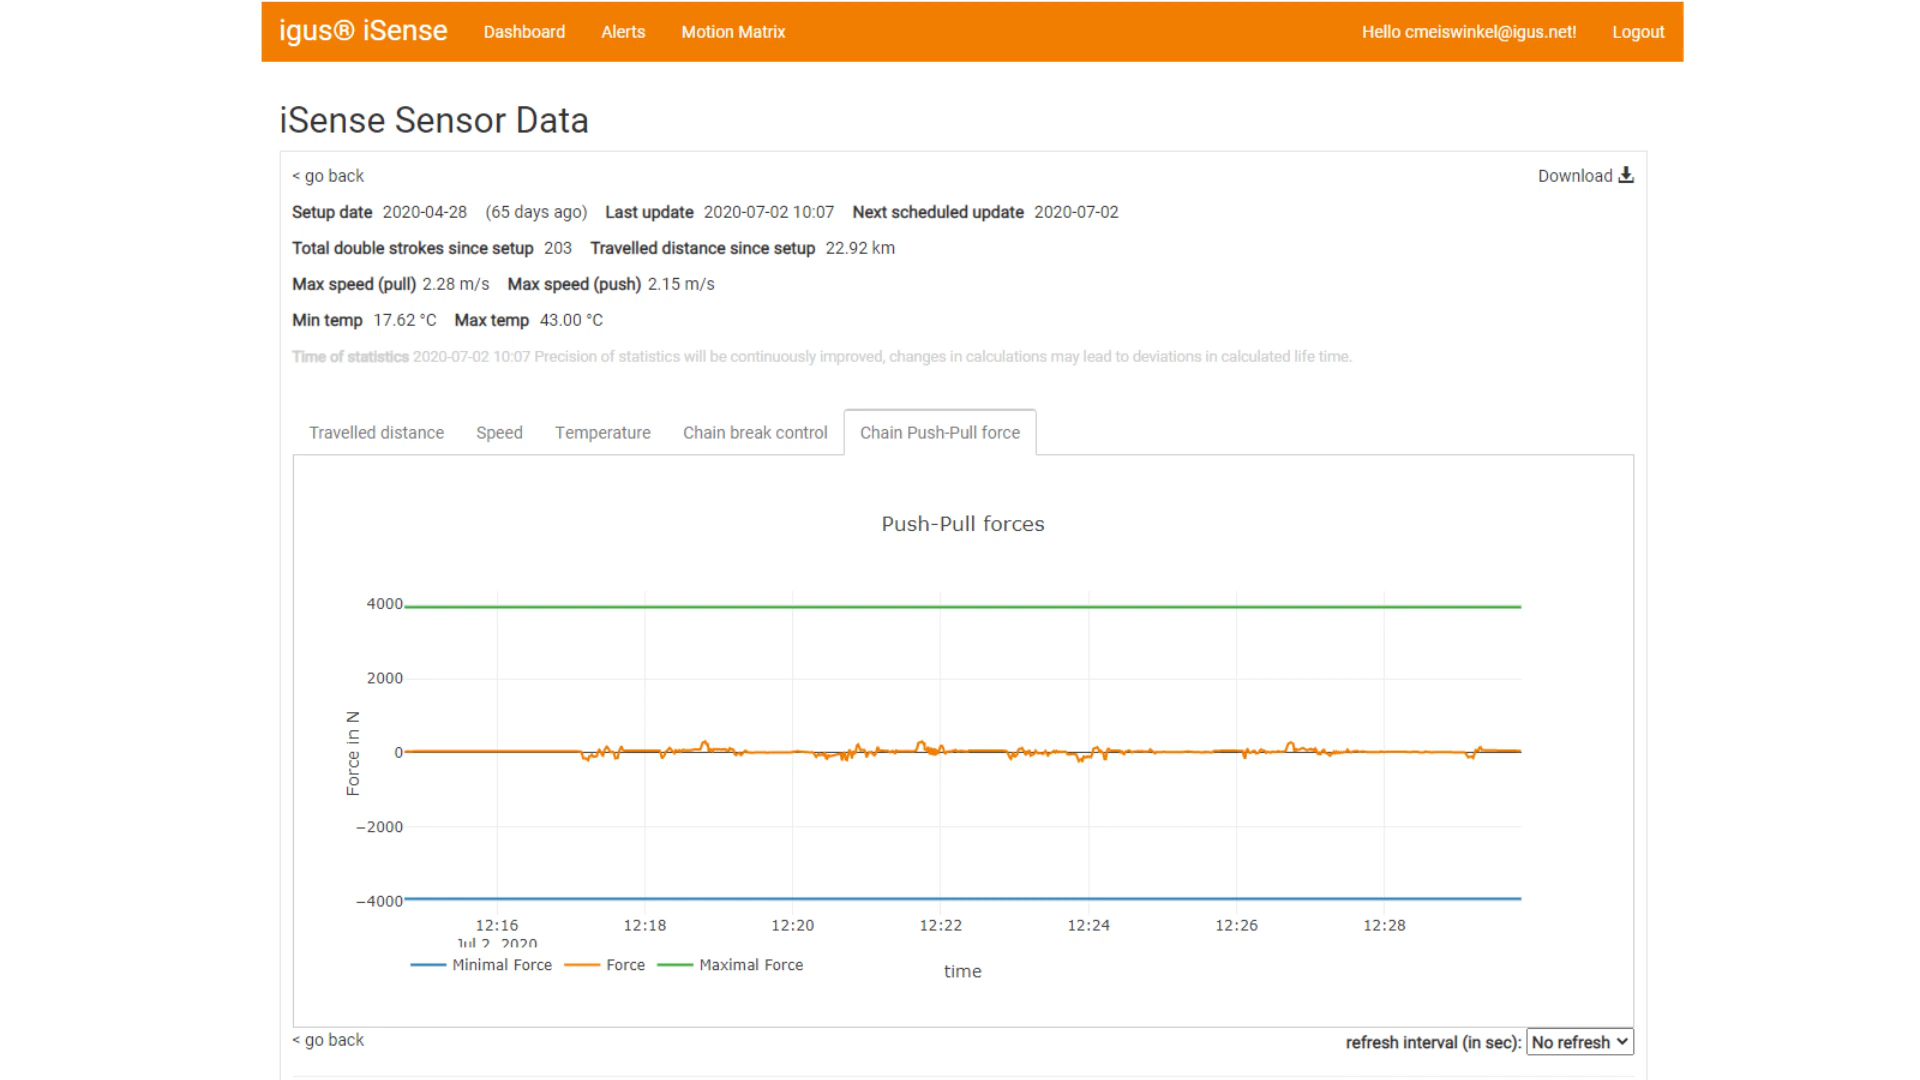 igus® iSense Dashboard Alerts Motion Matrix Hello cmeiswinkel@igus.net! Logout
iSense Sensor Data
< go back Download
Setup date 2020-04-28 (65 days ago) Last update 2020-07-02 10:07 Next scheduled update 2020-07-02
Total double strokes since setup 203 Travelled distance since setup 22.92 km
Max speed (pull) 2.28 m/s Max speed (push) 2.15 m/s
Min temp 17.62 °C Max temp 43.00 °C
Time of statistics 2020-07-02 10:07 Precision of statistics will be continuously improved, changes in calculations may lead to deviations in calculated life time.
Travelled distance Speed Temperature Chain break control Chain Push-Pull force
Push-Pull forces
4000
2000
0
−2000
−4000
Force in N
12:16 12:18 12:20 12:22 12:24 12:26 12:28
Jul 2, 2020
Minimal Force Force Maximal Force
time
< go back refresh interval (in sec): No refresh